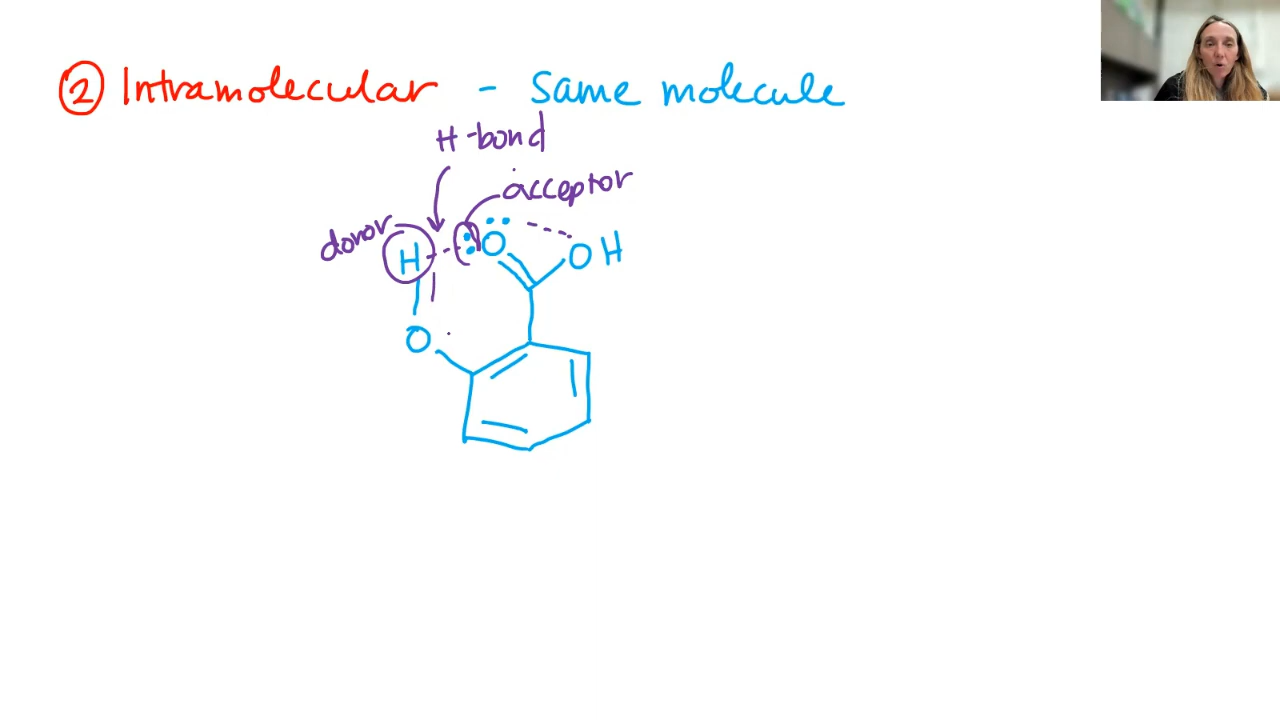 ② Intramolecular - same molecule
H-bond
acceptor
donor
H :O: OH
O